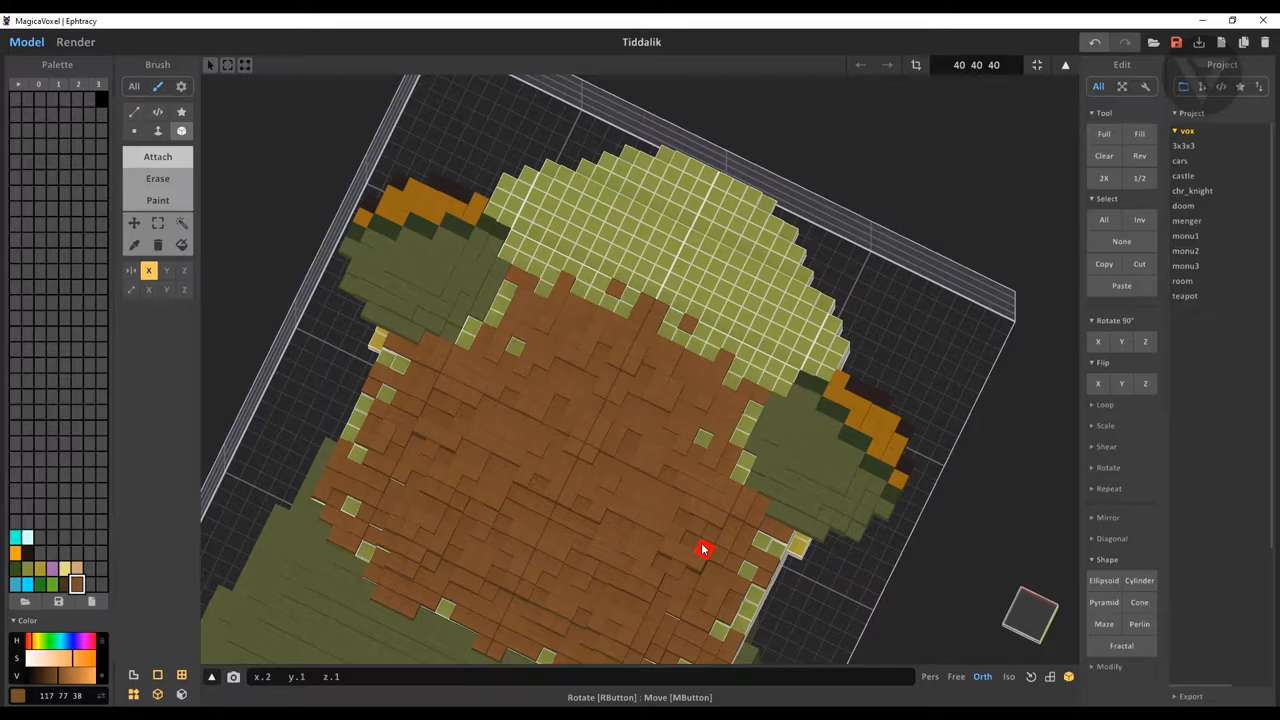 MagicaVoxel | Ephtracy
Model Render
Tiddalik
Palette
Brush
40 40 40
Edit
Project
0 1 2 3
All
All
Attach
Erase
Paint
X Y Z
X Y Z
Tool
Full Fill
Clear Rev
2X 1/2
Select
All Inv
None
Copy Cut
Paste
Rotate 90°
X Y Z
Flip
X Y Z
Loop
Scale
Shear
Rotate
Repeat
Mirror
Diagonal
Shape
Ellipsoid Cylinder
Pyramid Cone
Maze Perlin
Fractal
Modify
Project
vox
3x3x3
cars
castle
chr_knight
doom
menger
monu1
monu2
monu3
room
teapot
Export
Color
H
S
V
117 77 38
x.2 y.1 z.1
Pers Free Orth Iso
Rotate [RButton] : Move [MButton]